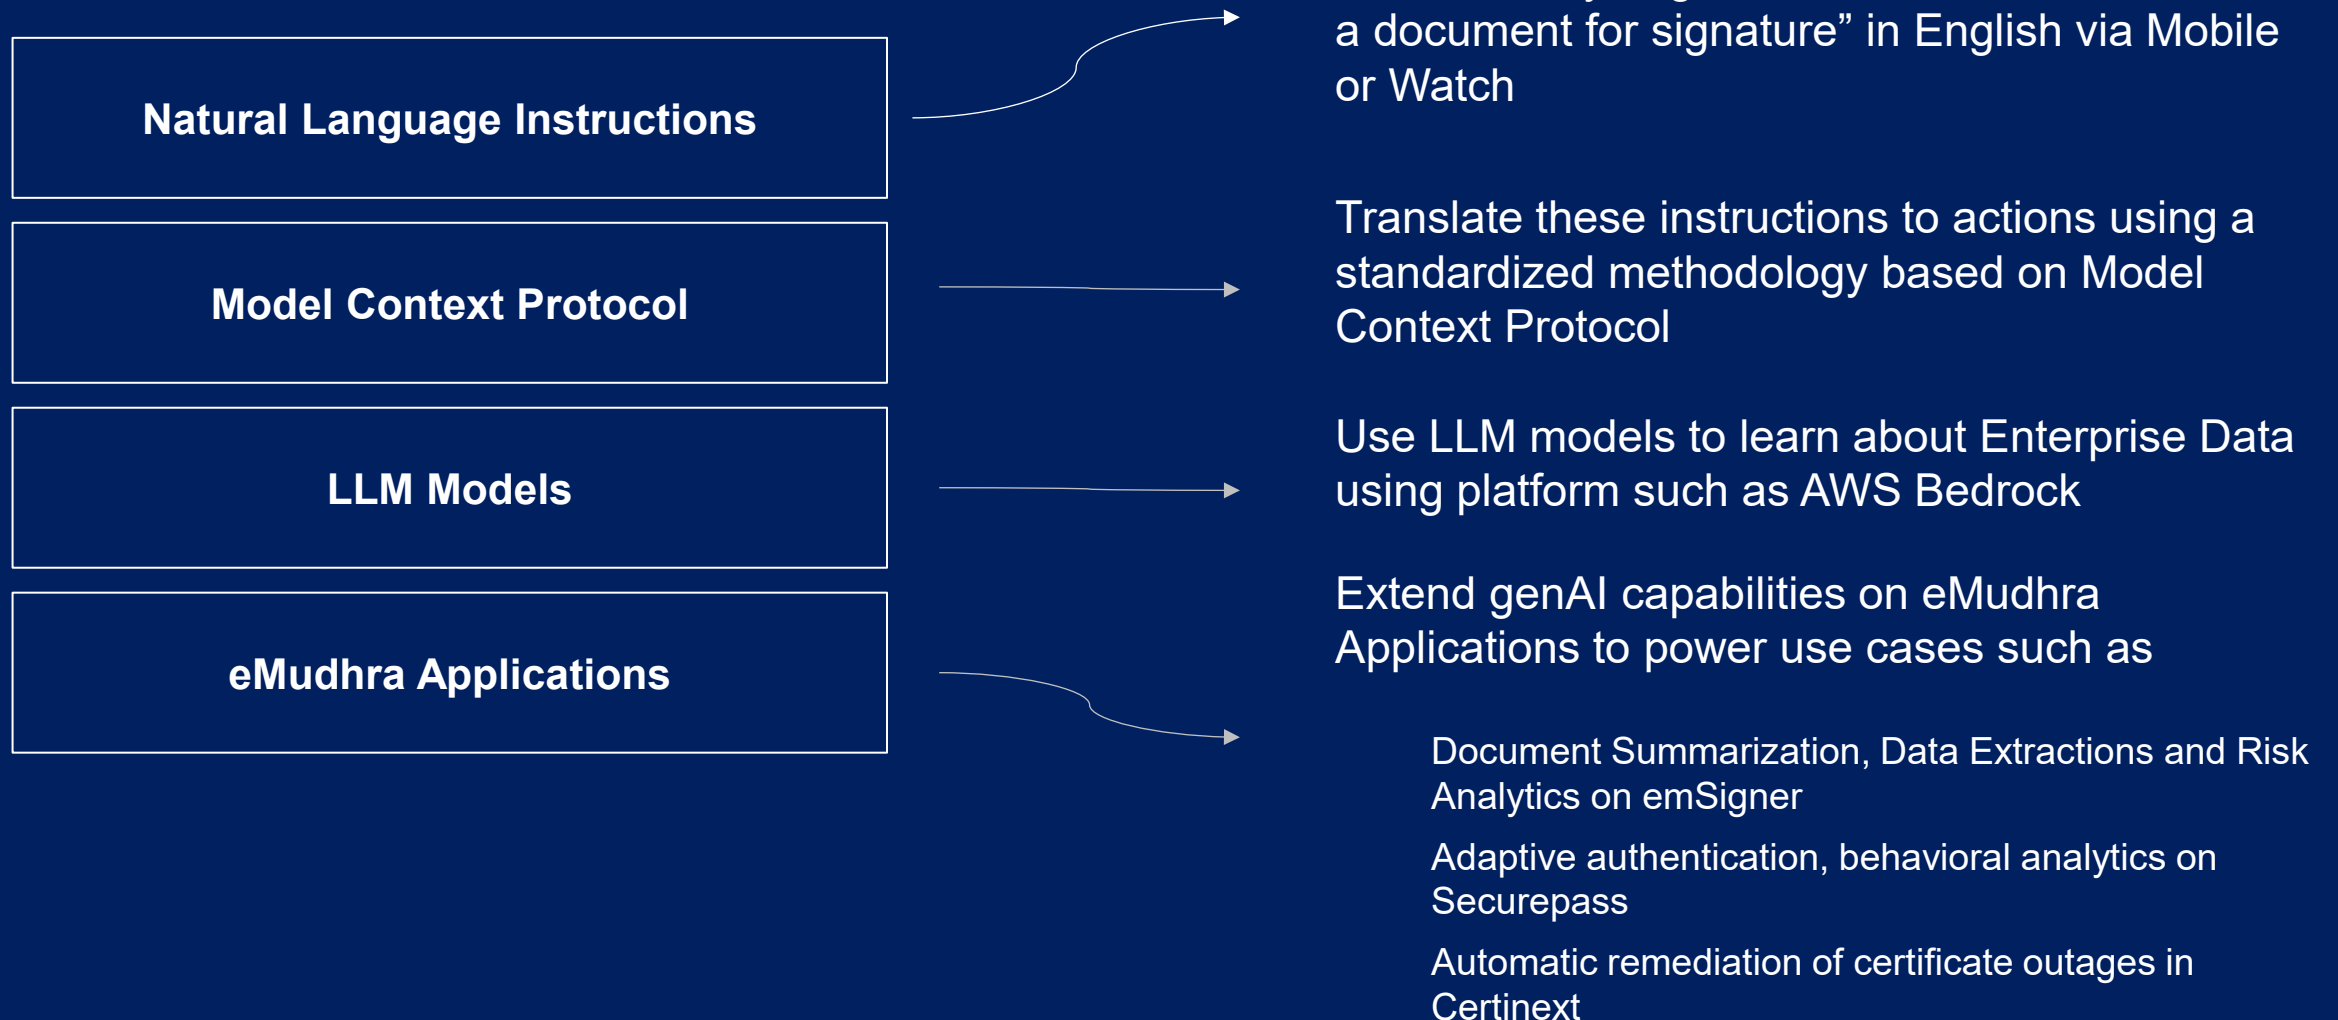 Natural Language Instructions
a document for signature” in English via Mobile
or Watch
Model Context Protocol
Translate these instructions to actions using a
standardized methodology based on Model
Context Protocol
LLM Models
Use LLM models to learn about Enterprise Data
using platform such as AWS Bedrock
eMudhra Applications
Extend genAI capabilities on eMudhra
Applications to power use cases such as
Document Summarization, Data Extractions and Risk
Analytics on emSigner
Adaptive authentication, behavioral analytics on
Securepass
Automatic remediation of certificate outages in
Certinext